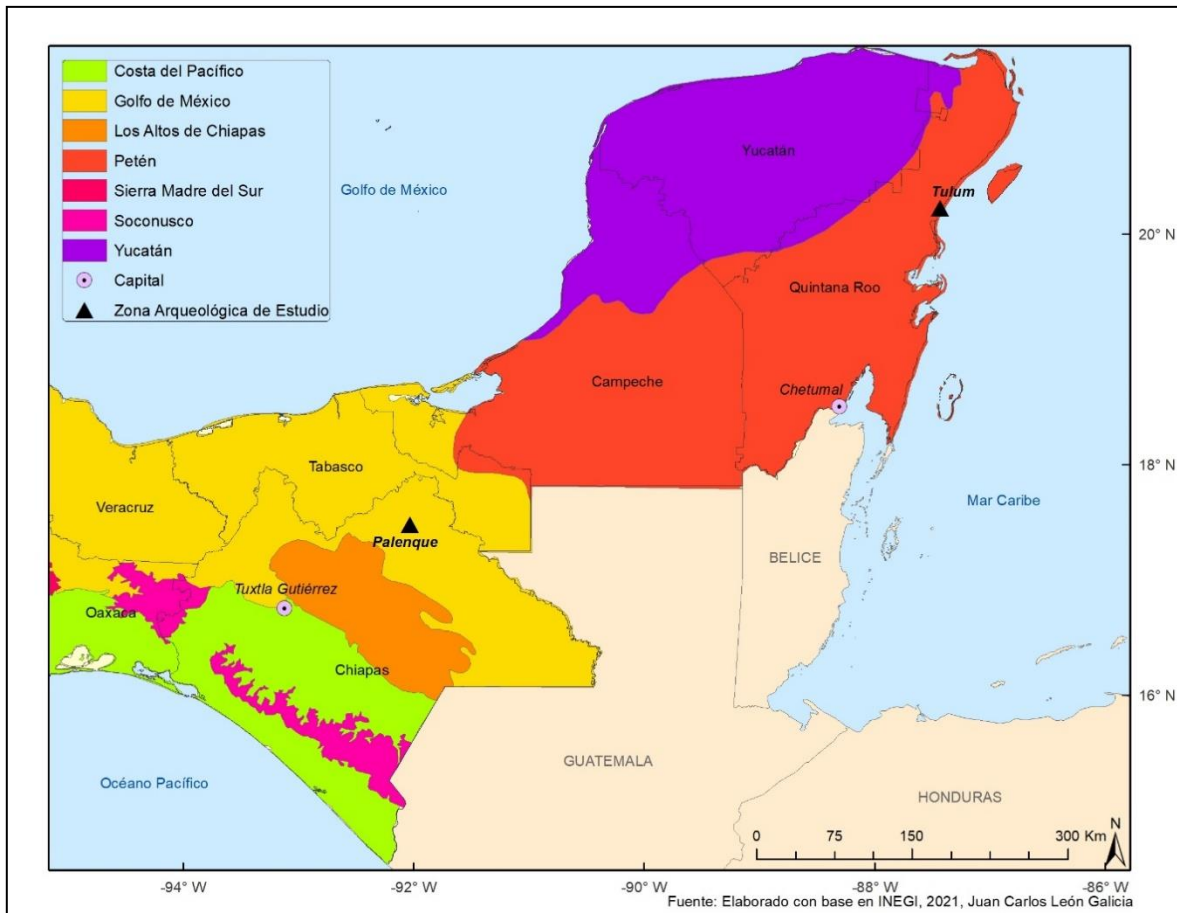 Costa del Pacífico
Golfo de México
Los Altos de Chiapas
Petén
Sierra Madre del Sur
Soconusco
Yucatán
Capital
Zona Arqueológica de Estudio
Golfo de México
Yucatán
Tulum
20° N
Quintana Roo
Campeche
Chetumal
18° N
Tabasco
Veracruz
Mar Caribe
Palenque
BELICE
Tuxtla Gutiérrez
Oaxaca
Chiapas
16° N
Océano Pacífico
GUATEMALA
HONDURAS
N
0 75 150 300 Km
-94° W -92° W -90° W -88° W -86° W
Fuente: Elaborado con base en INEGI, 2021, Juan Carlos León Galicia